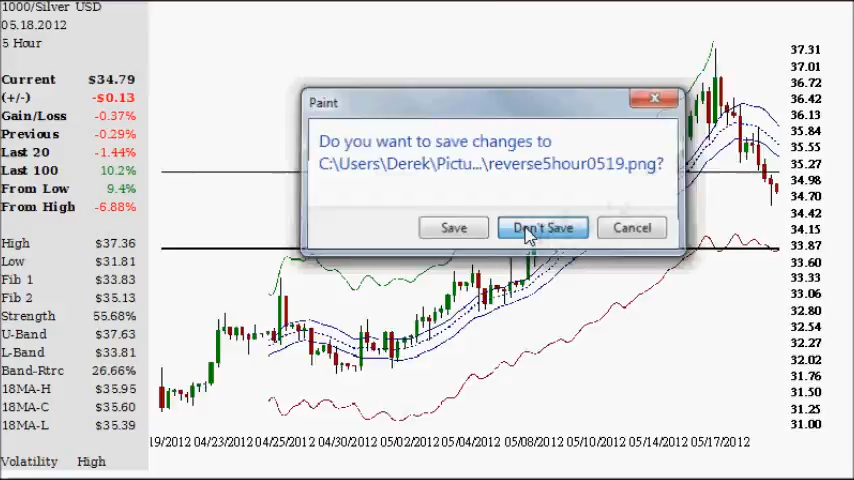 1000/Silver USD
05.18.2012
5 Hour
Current $34.79
(+/-) -$0.13
Gain/Loss -0.37%
Previous -0.29%
Last 20 -1.44%
Last 100 10.2%
From Low 9.4%
From High -6.88%
High $37.36
Low $31.81
Fib 1 $33.83
Fib 2 $35.13
Strength 55.68%
U-Band $37.63
L-Band $33.81
Band-Rtrc 26.66%
18MA-H $35.95
18MA-C $35.60
18MA-L $35.39
Volatility High
Paint
Do you want to save changes to
C:\Users\Derek\Pictu...\reverse5hour0519.png?
Save Don't Save Cancel
37.31
37.01
36.72
36.42
36.13
35.84
35.55
35.27
34.98
34.70
34.42
34.15
33.87
33.60
33.33
33.06
32.80
32.54
32.27
32.02
31.76
31.50
31.25
31.00
19/2012 04/23/2012 04/25/2012 04/30/2012 05/02/2012 05/04/2012 05/08/2012 05/10/2012 05/14/2012 05/17/2012